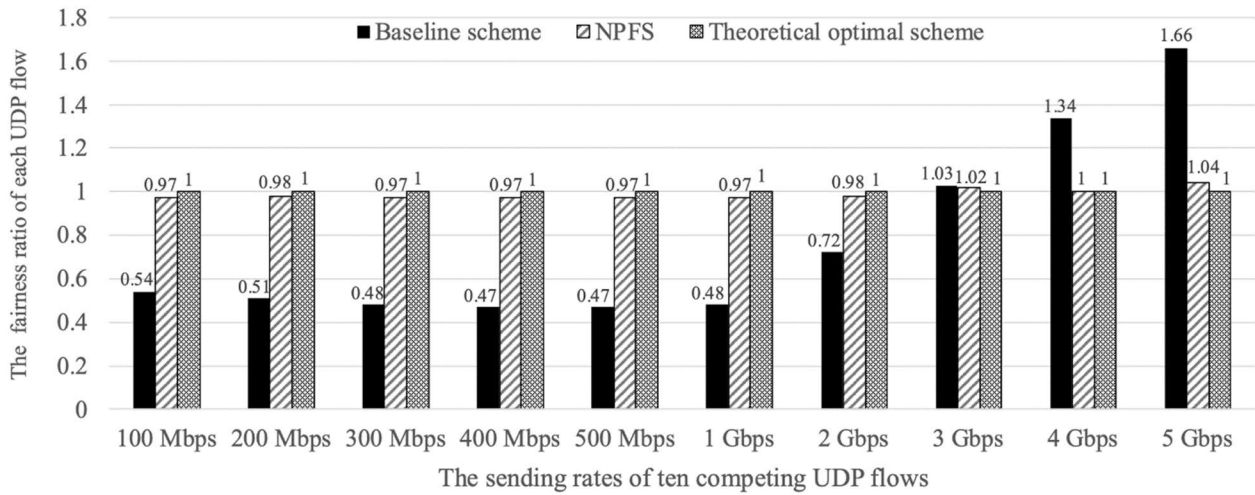 The fairness ratio of each UDP flow
1.8
1.6
1.4
1.2
1
0.8
0.6
0.4
0.2
0
Baseline scheme NPFS Theoretical optimal scheme
0.54 0.97 1
0.51 0.98 1
0.48 0.97 1
0.47 0.97 1
0.47 0.97 1
0.48 0.97 1
0.72 0.98 1
1.03 1.02 1
1.34 1 1
1.66 1.04 1
100 Mbps 200 Mbps 300 Mbps 400 Mbps 500 Mbps 1 Gbps 2 Gbps 3 Gbps 4 Gbps 5 Gbps
The sending rates of ten competing UDP flows